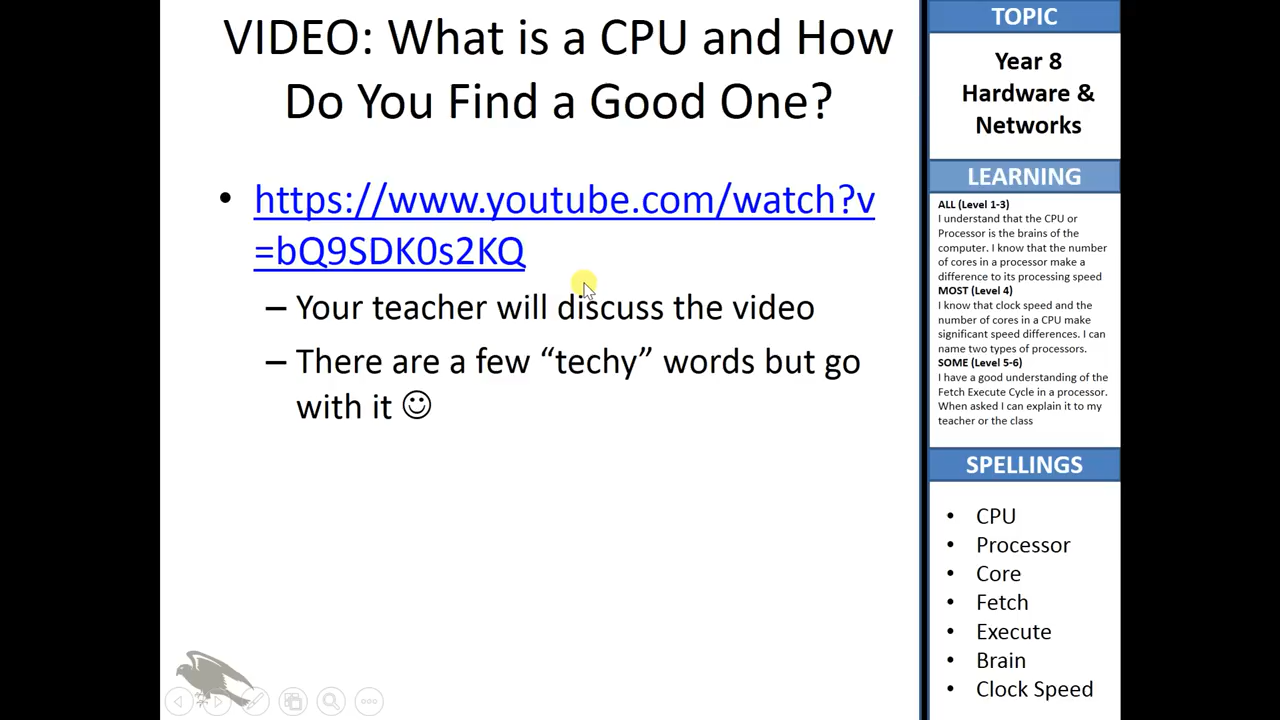 VIDEO: What is a CPU and How
Do You Find a Good One?
• https://www.youtube.com/watch?v
=bQ9SDK0s2KQ
– Your teacher will discuss the video
– There are a few “techy” words but go
with it ☺
TOPIC
Year 8
Hardware &
Networks
LEARNING
ALL (Level 1-3)
I understand that the CPU or
Processor is the brains of the
computer. I know that the number
of cores in a processor make a
difference to its processing speed
MOST (Level 4)
I know that clock speed and the
number of cores in a CPU make
significant speed differences. I can
name two types of processors.
SOME (Level 5-6)
I have a good understanding of the
Fetch Execute Cycle in a processor.
When asked I can explain it to my
teacher or the class
SPELLINGS
• CPU
• Processor
• Core
• Fetch
• Execute
• Brain
• Clock Speed